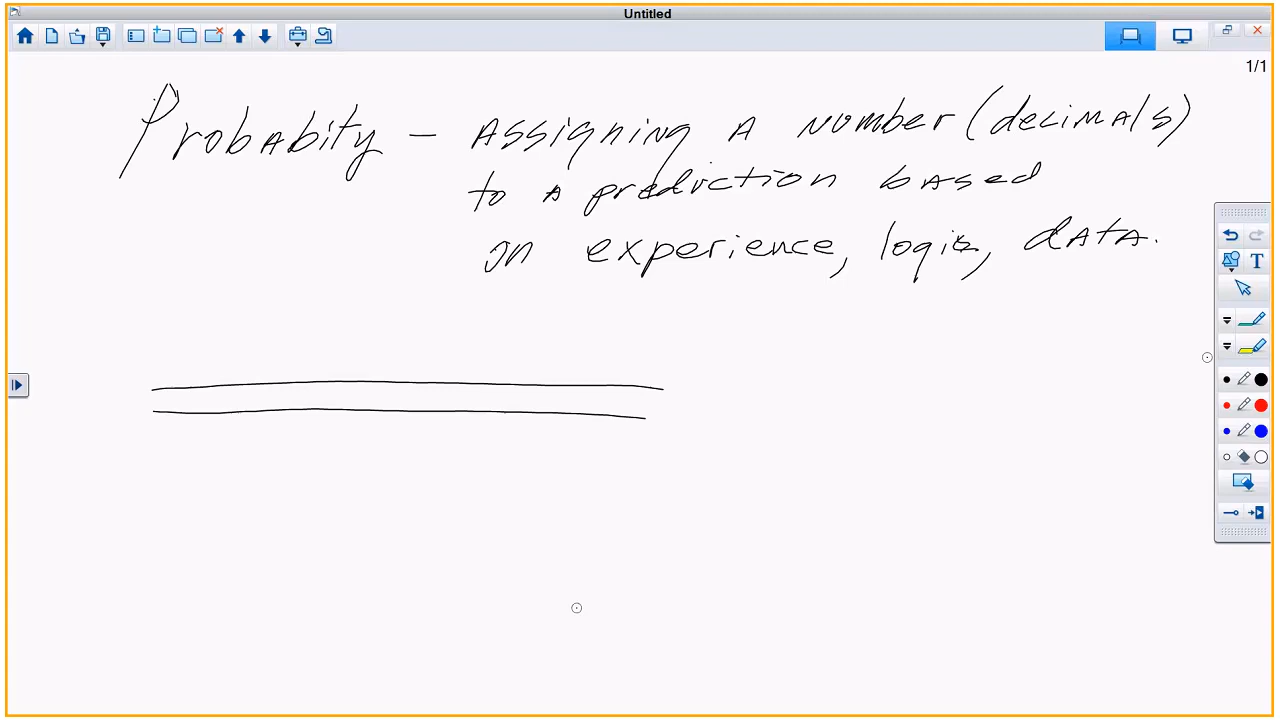 Untitled
1/1
Probabity - Assigning A number (decimals)
to A prediction based
on experience, logic, dAtA.
T